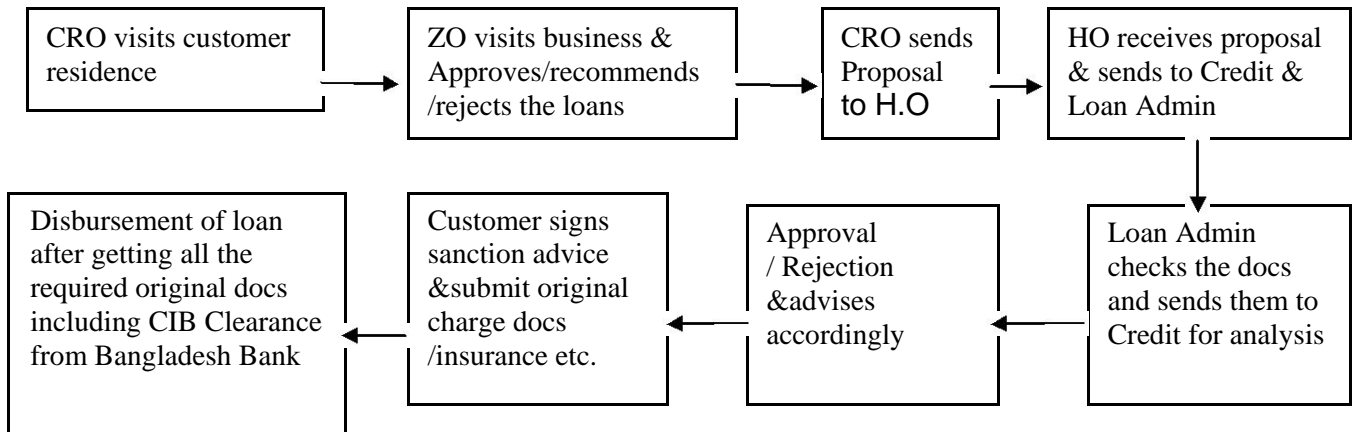 CRO visits customer
residence
ZO visits business &
Approves/recommends
/rejects the loans
CRO sends
Proposal
to H.O
HO receives proposal
& sends to Credit &
Loan Admin
Loan Admin
checks the docs
and sends them to
Credit for analysis
Approval
/ Rejection
&advises
accordingly
Customer signs
sanction advice
&submit original
charge docs
/insurance etc.
Disbursement of loan
after getting all the
required original docs
including CIB Clearance
from Bangladesh Bank